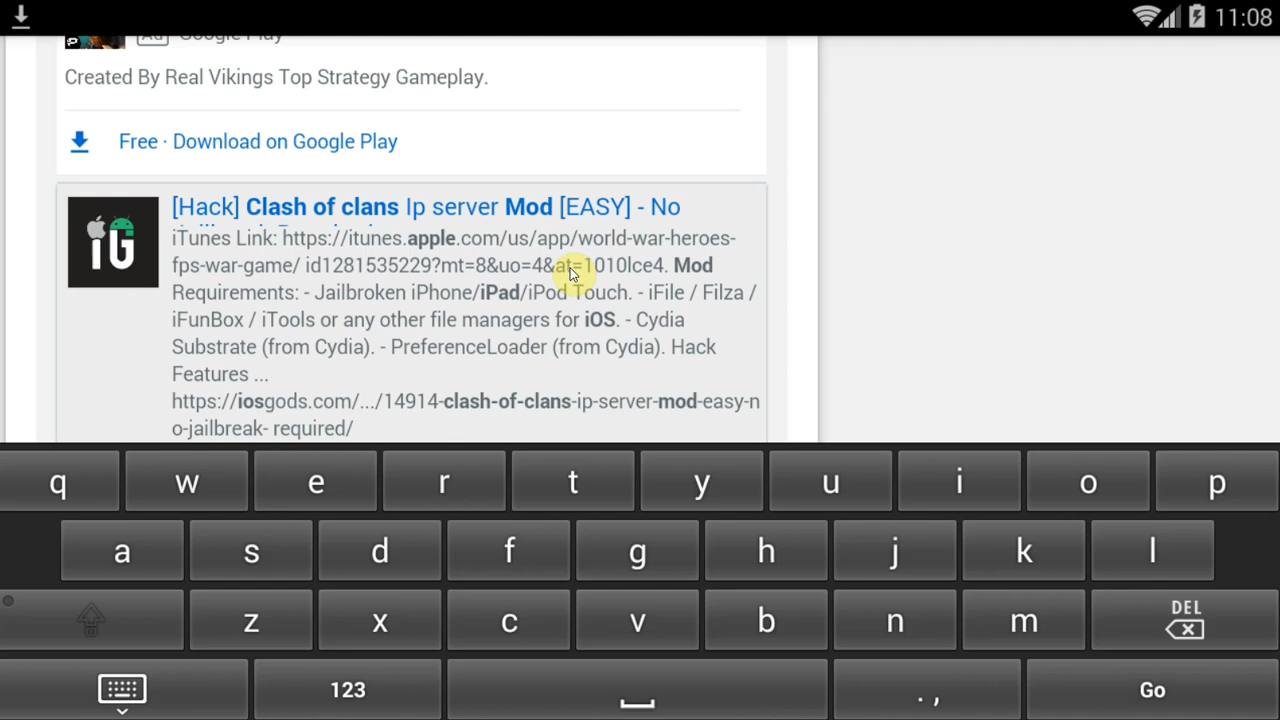 11:08
Ad Google Play
Created By Real Vikings Top Strategy Gameplay.
Free · Download on Google Play
iG
[Hack] Clash of clans Ip server Mod [EASY] - No
iTunes Link: https://itunes.apple.com/us/app/world-war-heroes-
fps-war-game/ id1281535229?mt=8&uo=4&at=1010lce4. Mod
Requirements: - Jailbroken iPhone/iPad/iPod Touch. - iFile / Filza /
iFunBox / iTools or any other file managers for iOS. - Cydia
Substrate (from Cydia). - PreferenceLoader (from Cydia). Hack
Features ...
https://iosgods.com/.../14914-clash-of-clans-ip-server-mod-easy-n
o-jailbreak- required/
q w e r t y u i o p
a s d f g h j k l
z x c v b n m DEL
123 . , Go